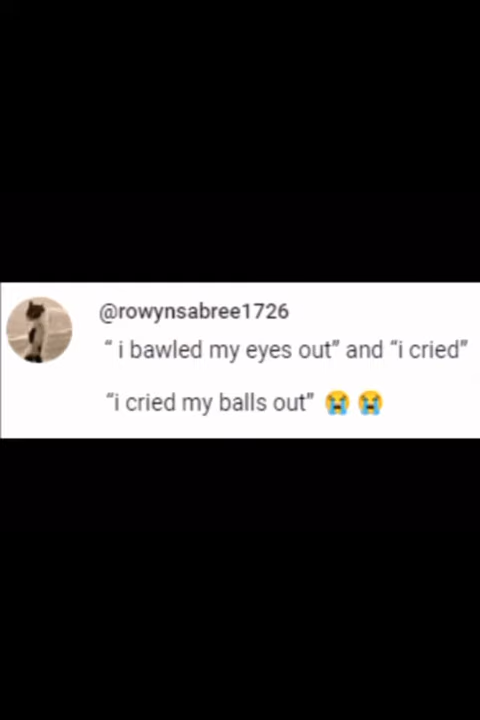 @rowynsabree1726
“ i bawled my eyes out” and “i cried”
“i cried my balls out” 😭 😭